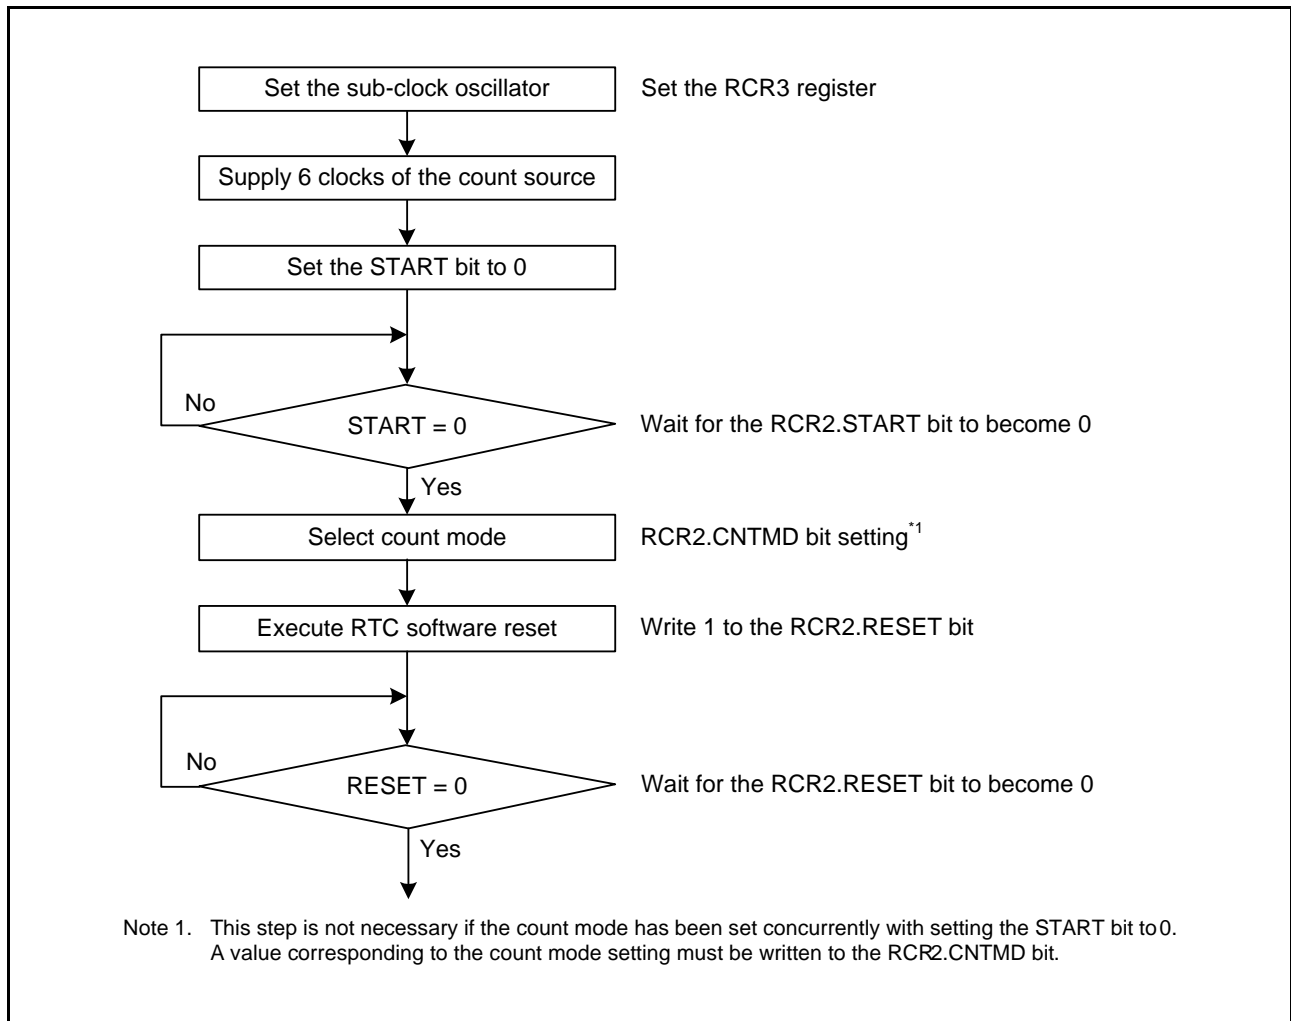 Set the sub-clock oscillator
Set the RCR3 register
Supply 6 clocks of the count source
Set the START bit to 0
No
START = 0
Wait for the RCR2.START bit to become 0
Yes
Select count mode
RCR2.CNTMD bit setting*1
Execute RTC software reset
Write 1 to the RCR2.RESET bit
No
RESET = 0
Wait for the RCR2.RESET bit to become 0
Yes
Note 1. This step is not necessary if the count mode has been set concurrently with setting the START bit to 0.
A value corresponding to the count mode setting must be written to the RCR2.CNTMD bit.